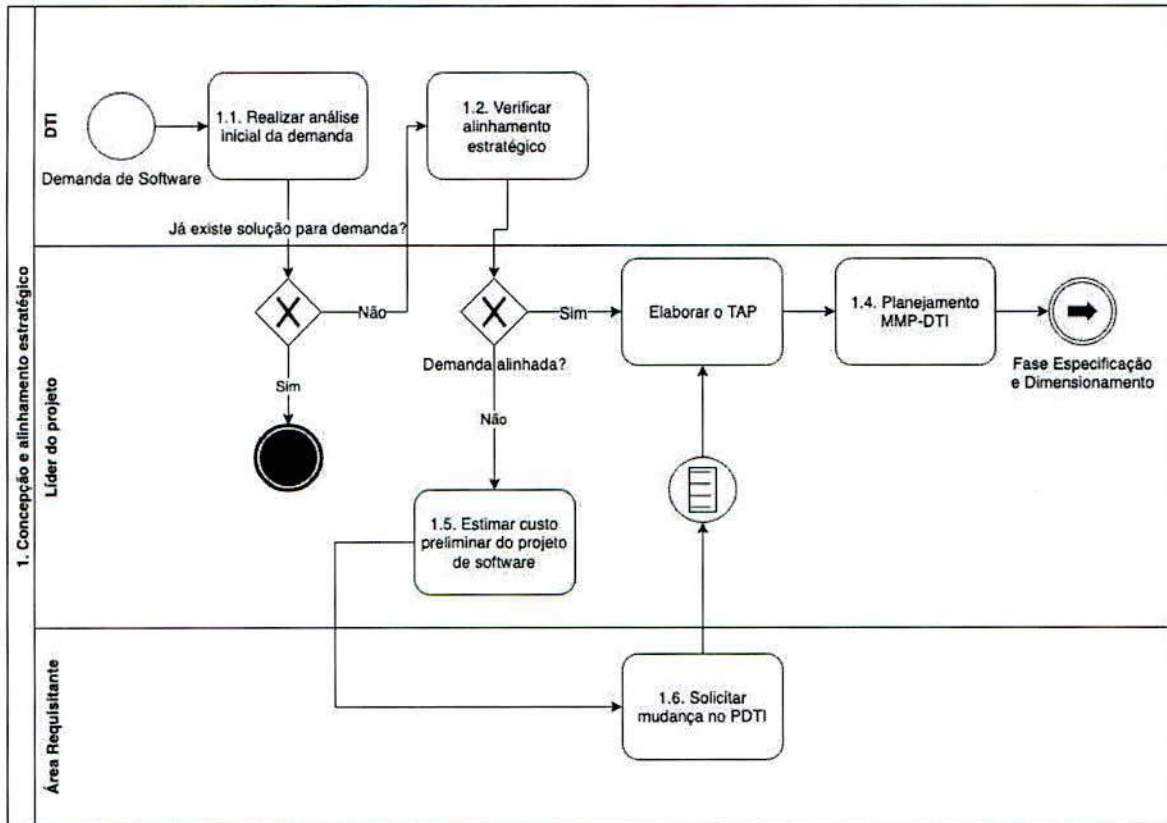 1. Concepção e alinhamento estratégico
DTI
Demanda de Software
1.1. Realizar análise
inicial da demanda
1.2. Verificar
alinhamento
estratégico
Já existe solução para demanda?
Líder do projeto
Não
Sim
Sim
Demanda alinhada?
Não
Elaborar o TAP
1.4. Planejamento
MMP-DTI
Fase Especificação
e Dimensionamento
1.5. Estimar custo
preliminar do projeto
de software
Área Requisitante
1.6. Solicitar
mudança no PDTI